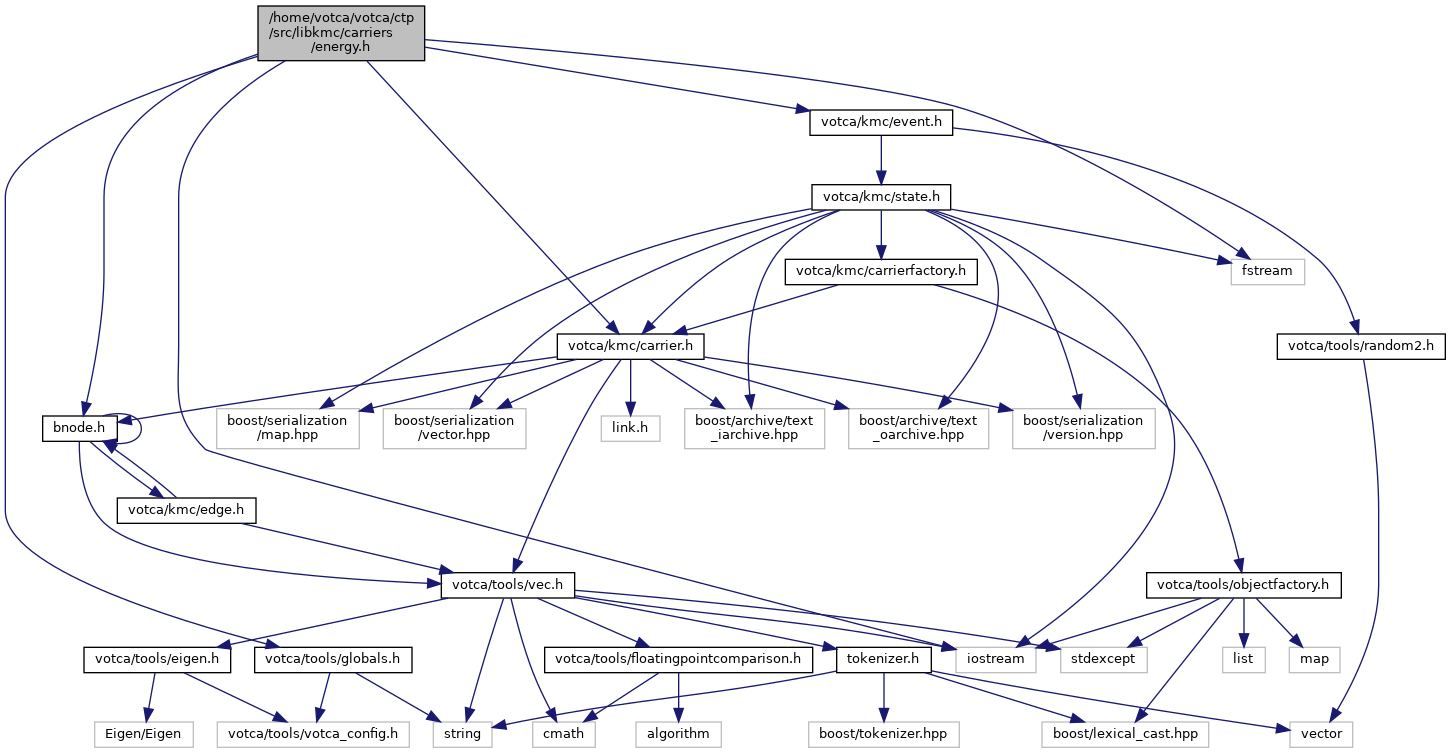 /home/votca/votca/ctp
/src/libkmc/carriers
/energy.h
votca/kmc/event.h
votca/kmc/state.h
votca/kmc/carrierfactory.h
fstream
votca/kmc/carrier.h
votca/tools/random2.h
bnode.h
boost/serialization
/map.hpp
boost/serialization
/vector.hpp
link.h
boost/archive/text
_iarchive.hpp
boost/archive/text
_oarchive.hpp
boost/serialization
/version.hpp
votca/kmc/edge.h
votca/tools/vec.h
votca/tools/objectfactory.h
votca/tools/eigen.h
votca/tools/globals.h
votca/tools/floatingpointcomparison.h
tokenizer.h
iostream
stdexcept
list
map
Eigen/Eigen
votca/tools/votca_config.h
string
cmath
algorithm
boost/tokenizer.hpp
boost/lexical_cast.hpp
vector